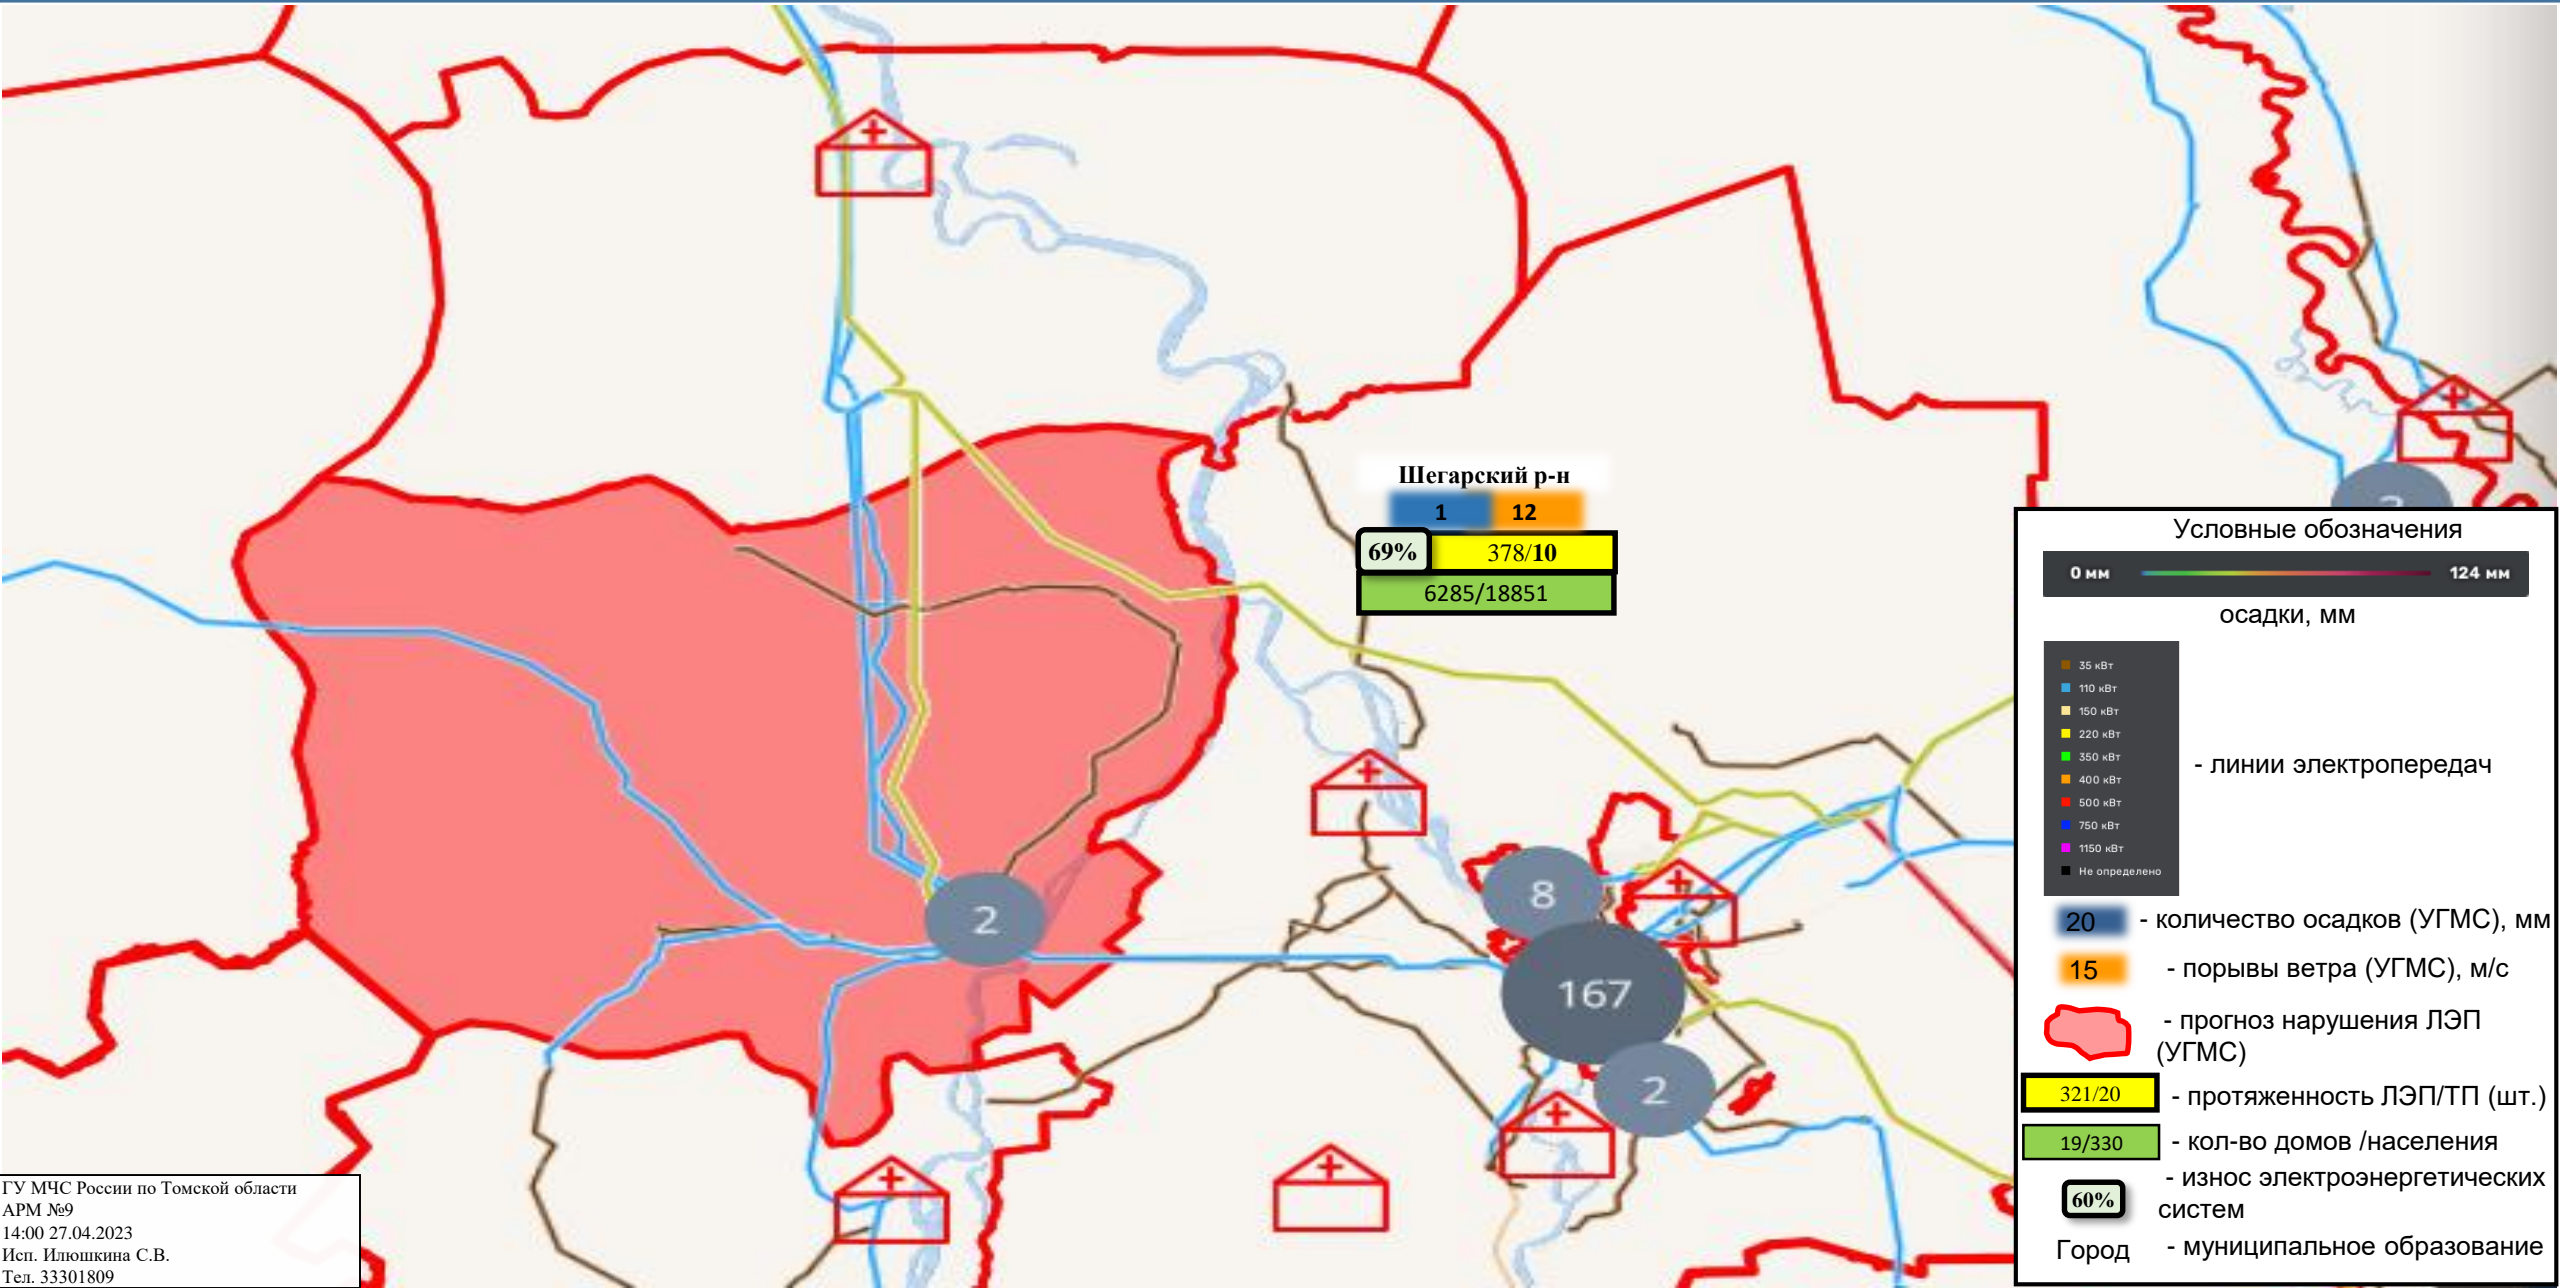 Шегарский р-н
1 12
69% 378/10
6285/18851
2
8
167
2
Условные обозначения
0 мм 124 мм
осадки, мм
35 кВт
110 кВт
150 кВт
220 кВт
350 кВт
400 кВт
500 кВт
750 кВт
1150 кВт
Не определено
- линии электропередач
20 - количество осадков (УГМС), мм
15 - порывы ветра (УГМС), м/с
- прогноз нарушения ЛЭП
(УГМС)
321/20 - протяженность ЛЭП/ТП (шт.)
19/330 - кол-во домов /населения
- износ электроэнергетических
60% систем
Город - муниципальное образование
ГУ МЧС России по Томской области
АРМ №9
14:00 27.04.2023
Исп. Илюшкина С.В.
Тел. 33301809